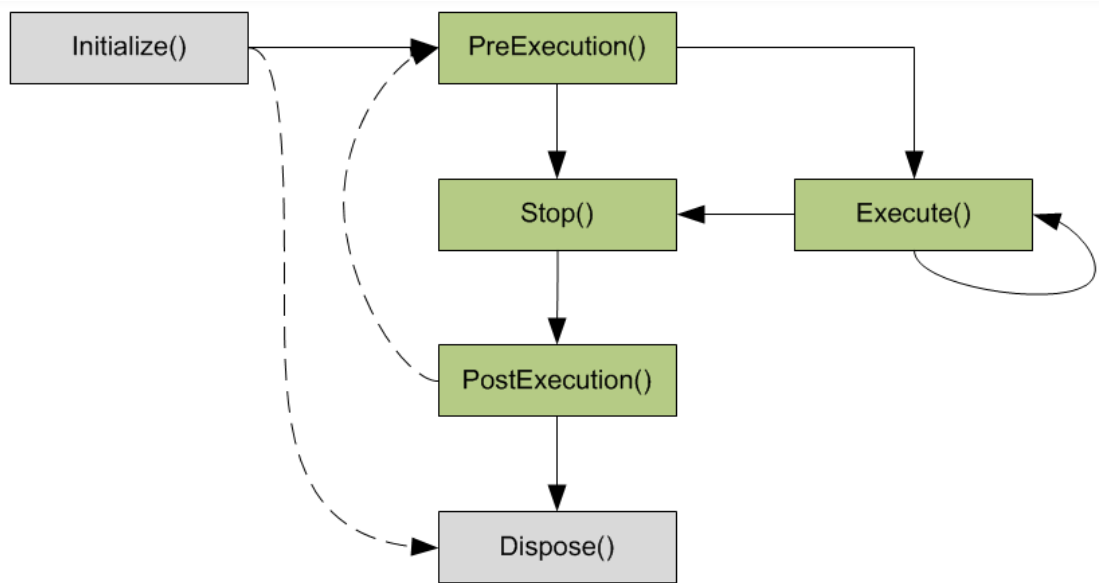 Initialize()
PreExecution()
Stop()
Execute()
PostExecution()
Dispose()